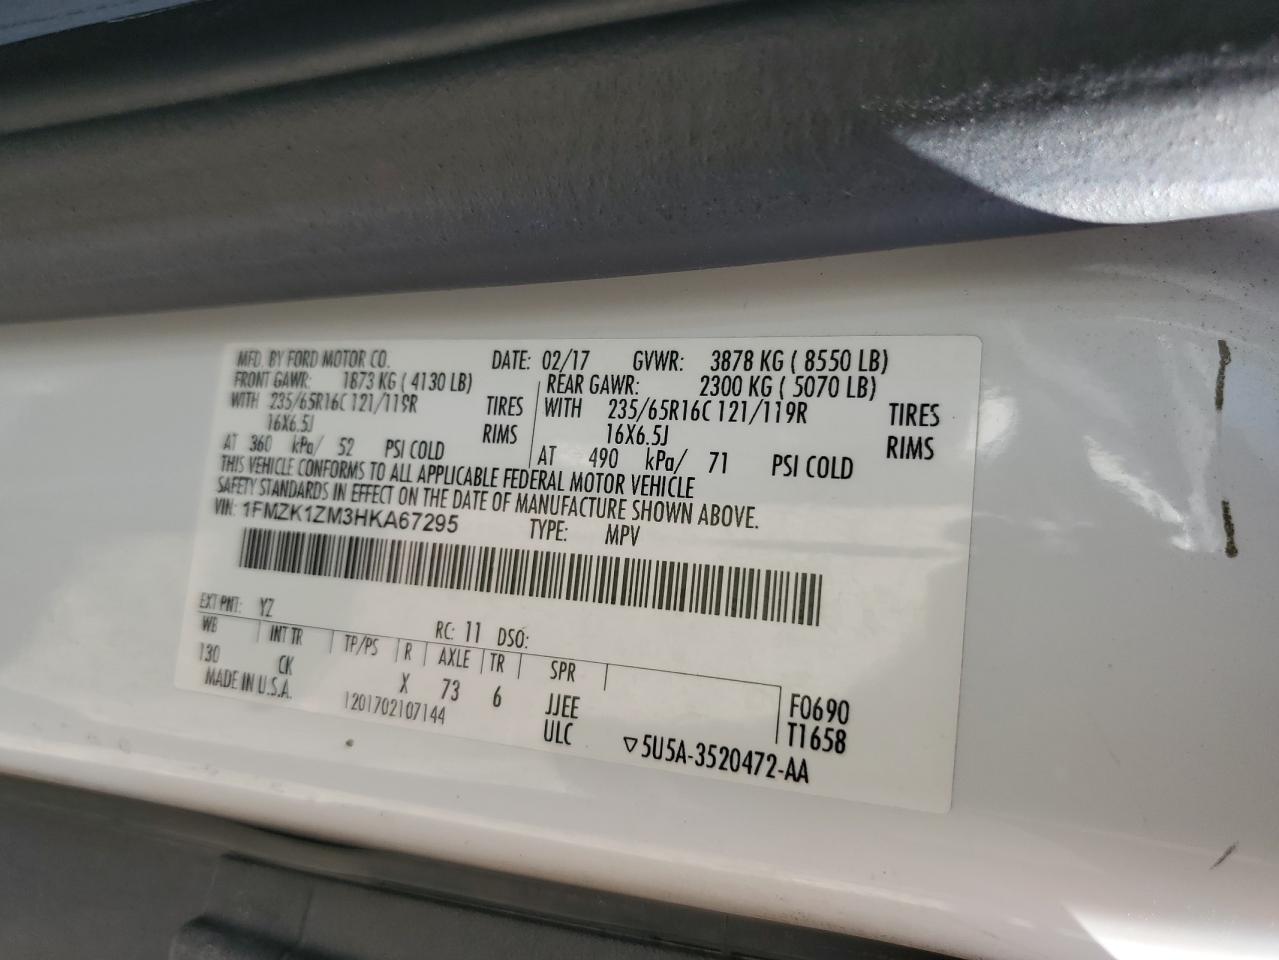 MFD. BY FORD MOTOR CO. DATE: 02/17 GVWR: 3878 KG ( 8550 LB)
FRONT GAWR: 1873 KG ( 4130 LB) REAR GAWR: 2300 KG ( 5070 LB)
WITH 235/65R16C 121/119R TIRES WITH 235/65R16C 121/119R TIRES
16X6.5J RIMS 16X6.5J RIMS
AT 360 kPa/ 52 PSI COLD AT 490 kPa/ 71 PSI COLD
THIS VEHICLE CONFORMS TO ALL APPLICABLE FEDERAL MOTOR VEHICLE
SAFETY STANDARDS IN EFFECT ON THE DATE OF MANUFACTURE SHOWN ABOVE.
VIN: 1FMZK1ZM3HKA67295 TYPE: MPV
EXT PNT: YZ RC: 11 DSO:
WB INT TR TP/PS R AXLE TR SPR
130 CK X 73 6 JJEE F0690
MADE IN U.S.A. 1201702107144 ULC T1658
▽5U5A-3520472-AA